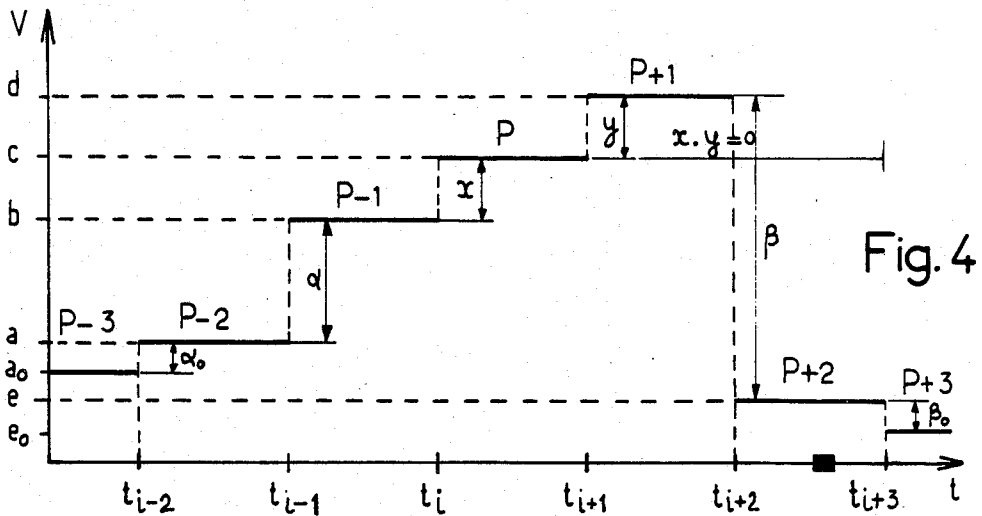 V
d
P+1
y
x.y=0
c
P
x
b
P-1
β
Fig. 4
α
a
P-3
P-2
α₀
a₀
e
P+2
P+3
β₀
e₀
tᵢ₋₂
tᵢ₋₁
tᵢ
tᵢ₊₁
tᵢ₊₂
tᵢ₊₃
t